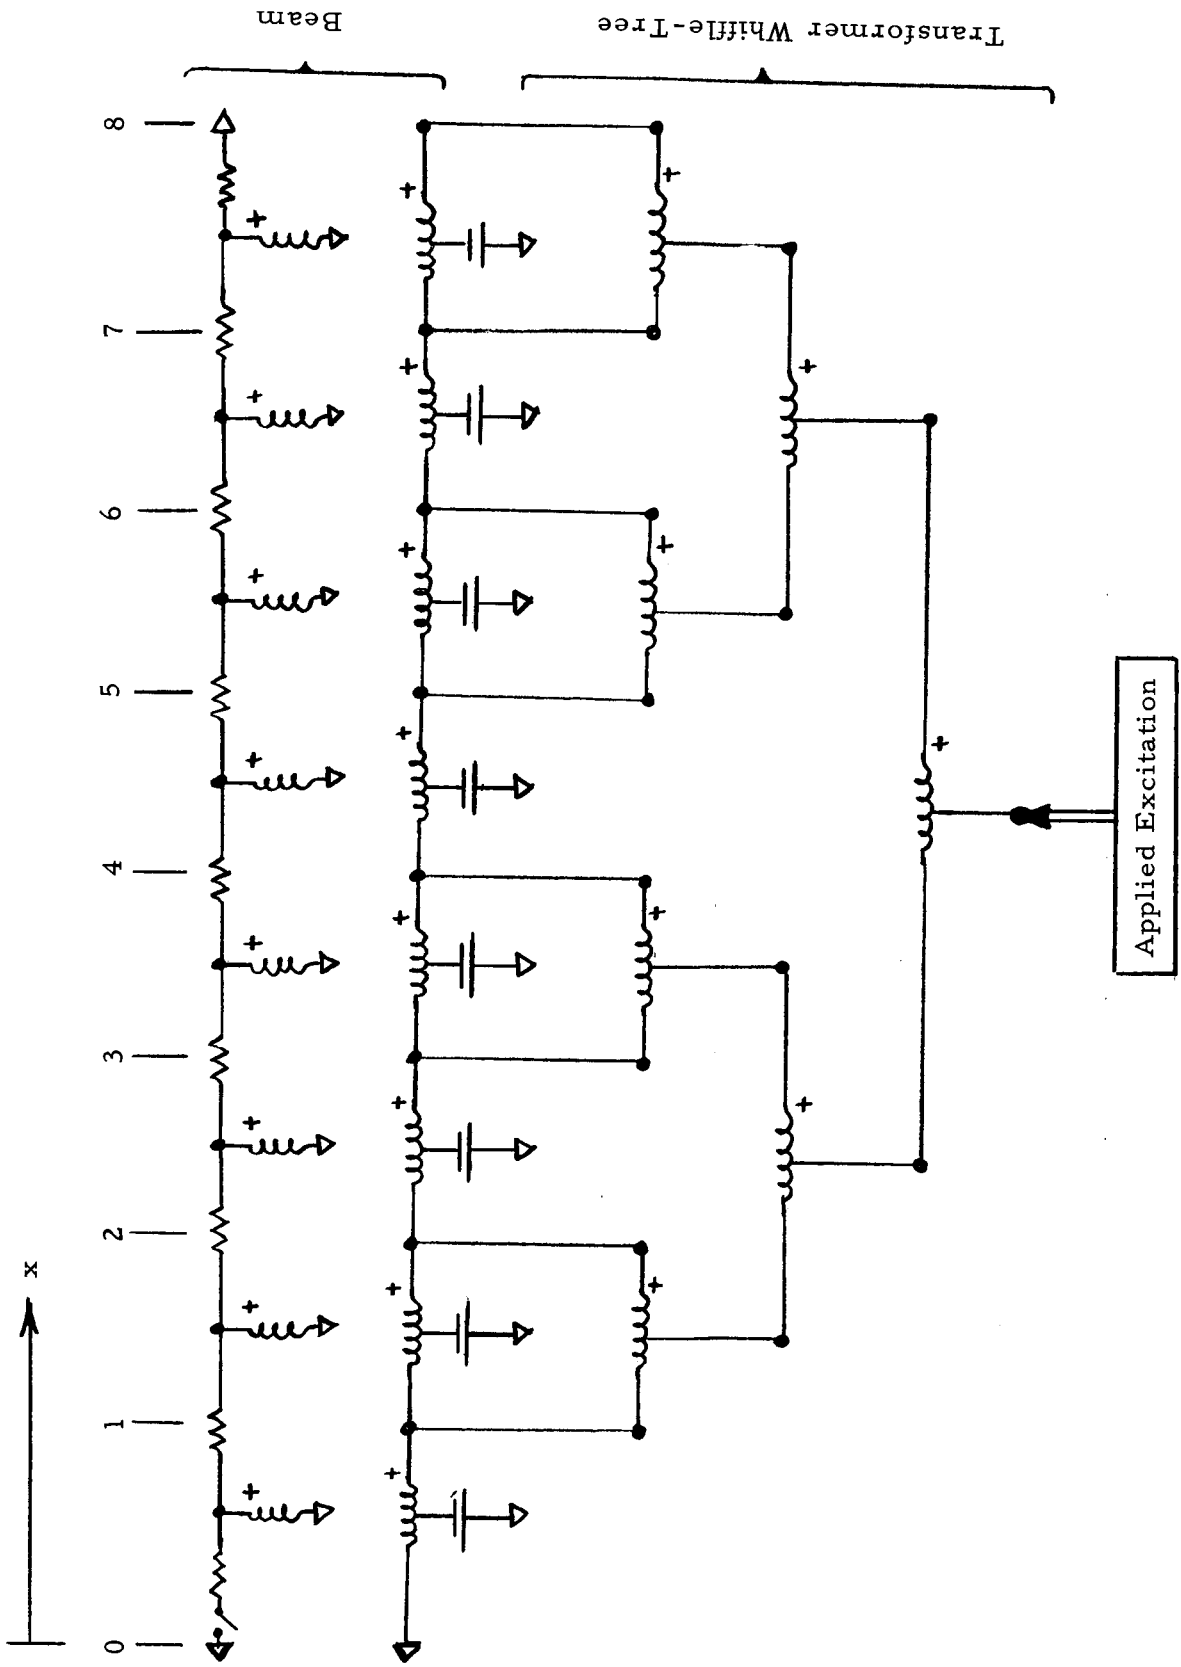 Beam
Transformer Whiffle-Tree
8
7
6
5
4
3
2
1
0
x
+ + + + + + + +
+ + + + + + + +
+ + + +
+ +
+
Applied Excitation